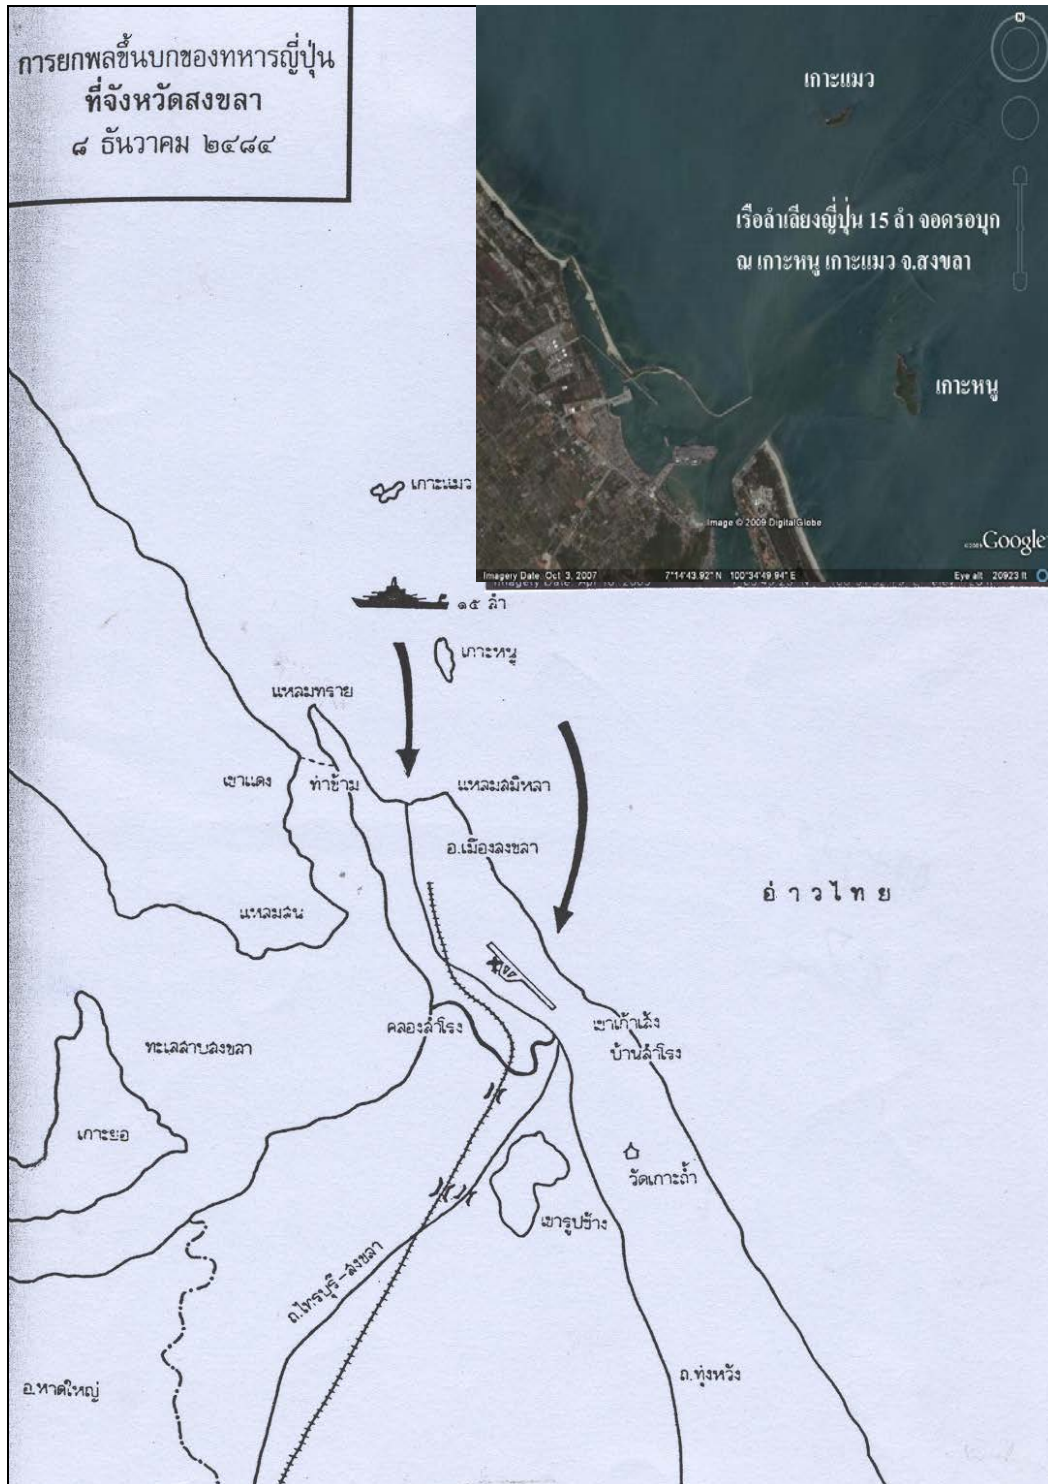 การยกพลขึ้นบกของทหารญี่ปุ่น
ที่จังหวัดสงขลา
๘ ธันวาคม ๒๔๘๔
N
เกาะแมว
เรือลำเลียงญี่ปุ่น 15 ลำ จอดรอบุก
ณ เกาะหนู เกาะแมว จ.สงขลา
เกาะหนู
Image © 2009 DigitalGlobe
©2009 Google
Imagery Date: Oct 3, 2007
7°14'43.92" N 100°34'49.94" E
Eye alt 20923 ft
เกาะแมว
๑๕ ลำ
เกาะหนู
แหลมทราย
เขาแดง
ท่าข้าม
แหลมสมิหลา
อ.เมืองสงขลา
อ่าวไทย
แหลมสน
คลองสำโรง
เขาเก้าเส้ง
บ้านสำโรง
ทะเลสาบสงขลา
เกาะยอ
วัดเกาะถ้ำ
เขารูปช้าง
ถ.ไทรบุรี-สงขลา
ถ.ทุ่งหวัง
อ.หาดใหญ่